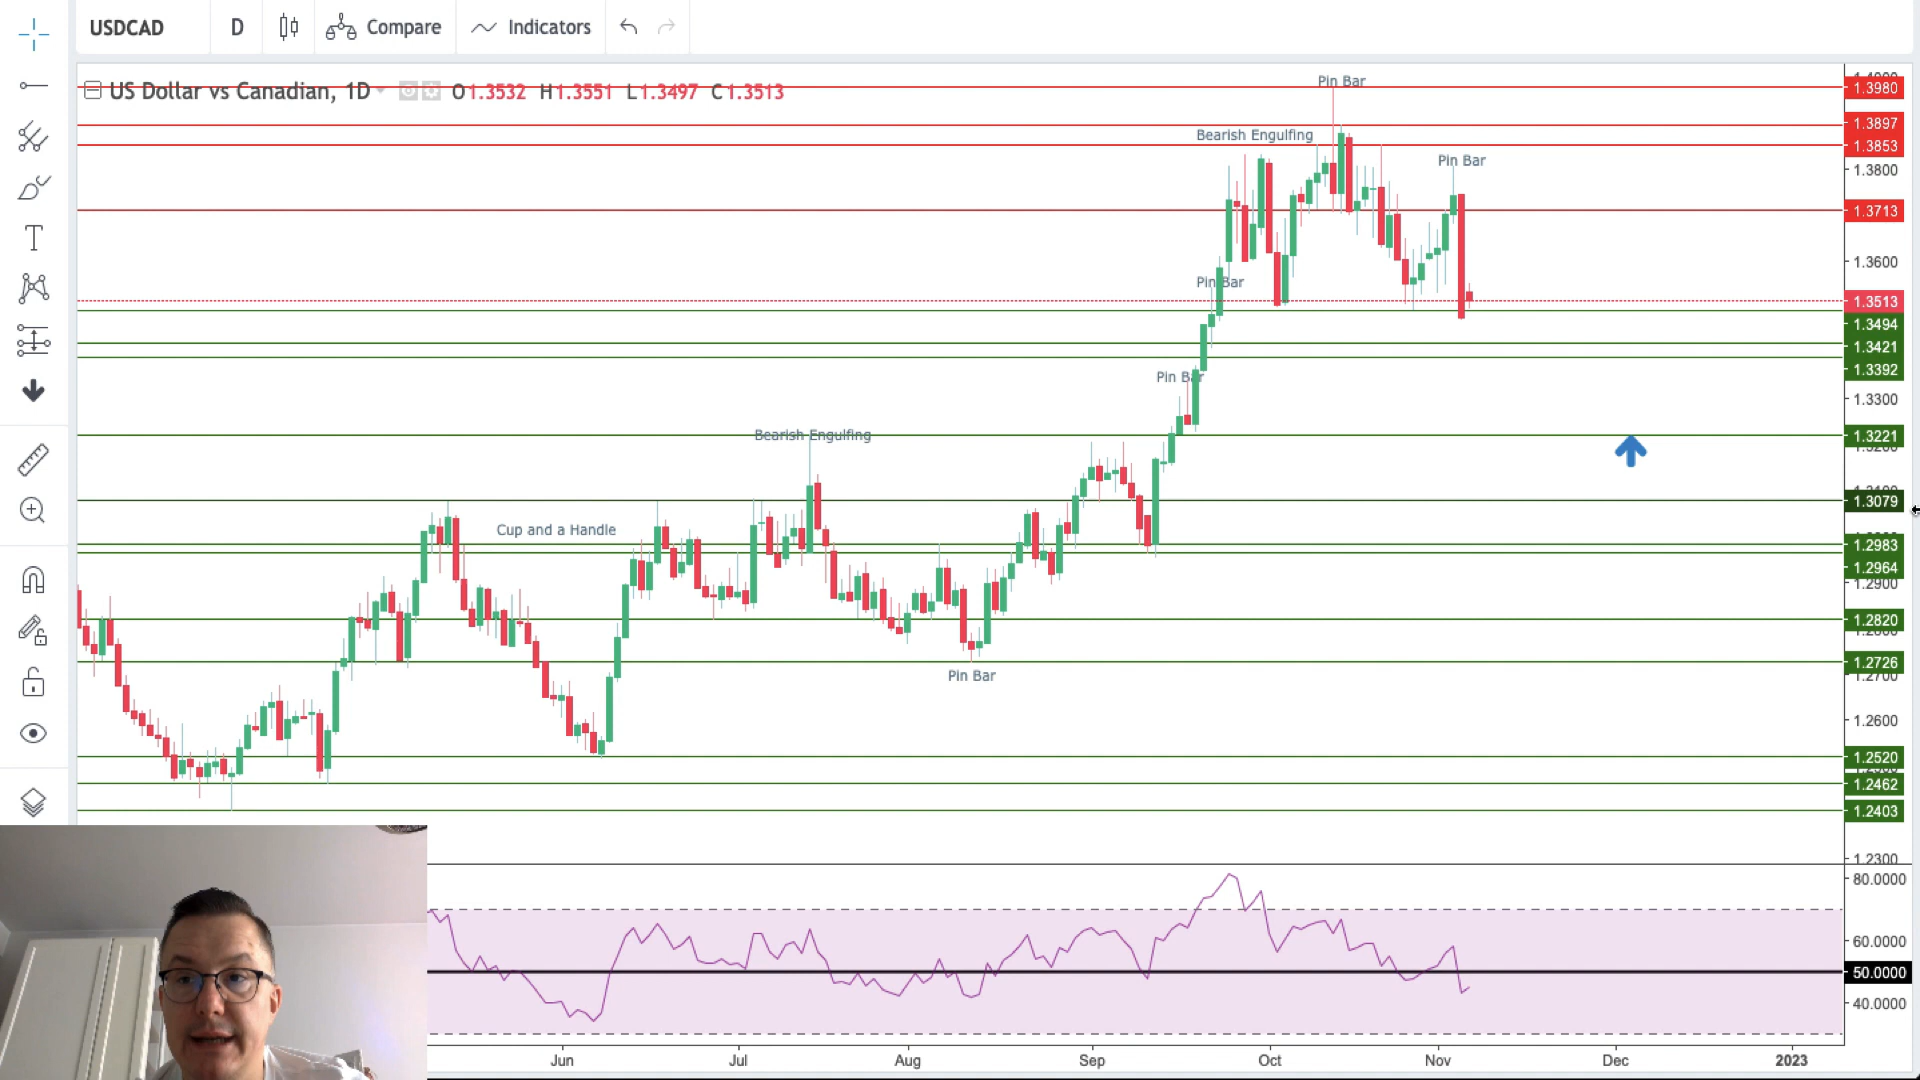 USDCAD D Compare Indicators
US Dollar vs Canadian, 1D O1.3532 H1.3551 L1.3497 C1.3513
Pin Bar
1.3980
1.3897
Bearish Engulfing
1.3853
Pin Bar
1.3800
1.3713
1.3600
Pin Bar
1.3513
1.3494
1.3421
1.3392
Pin Bar
1.3300
Bearish Engulfing
1.3221
1.3079
Cup and a Handle
1.2983
1.2964
1.2900
1.2820
1.2726
Pin Bar
1.2700
1.2600
1.2520
1.2462
1.2403
1.2300
80.0000
60.0000
50.0000
40.0000
Jun Jul Aug Sep Oct Nov Dec 2023